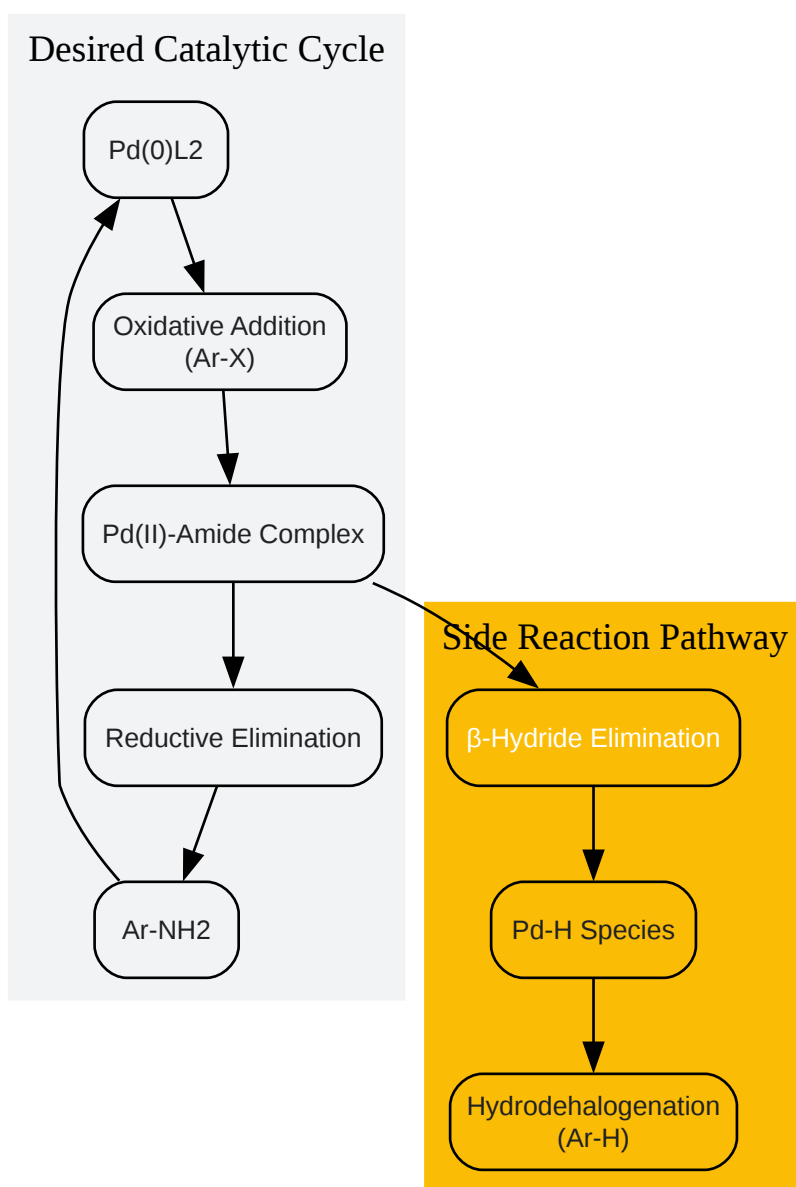 Desired Catalytic Cycle
Pd(0)L2
Oxidative Addition
(Ar-X)
Pd(II)-Amide Complex
Reductive Elimination
Ar-NH2
Side Reaction Pathway
β-Hydride Elimination
Pd-H Species
Hydrodehalogenation
(Ar-H)